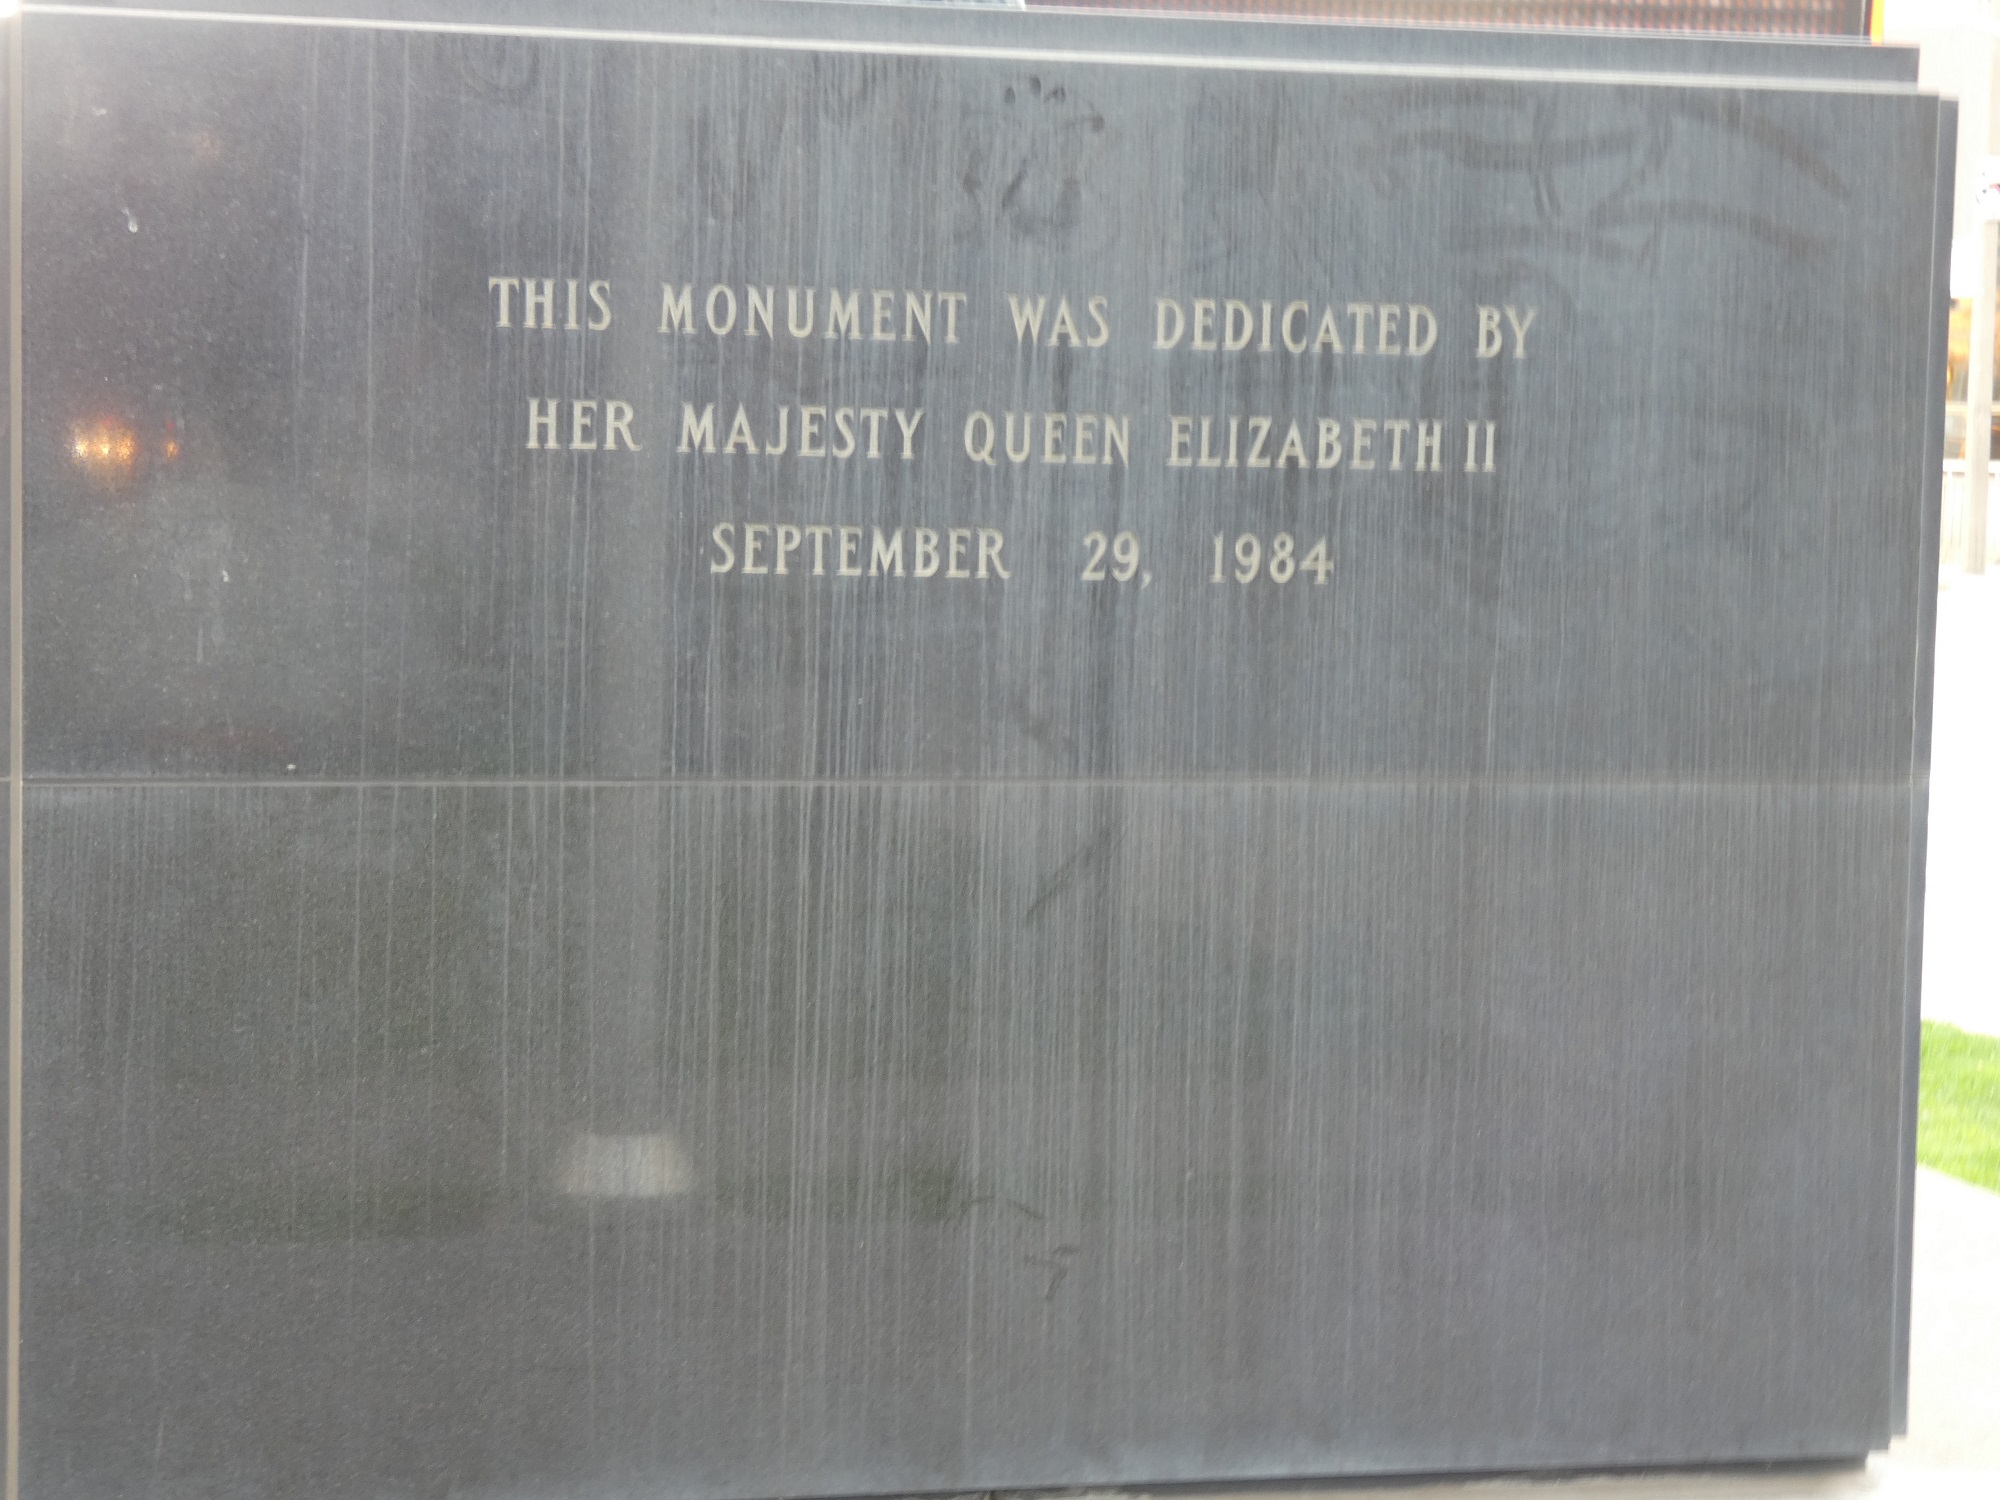 THIS MONUMENT WAS DEDICATED BY
HER MAJESTY QUEEN ELIZABETH II
SEPTEMBER 29, 1984